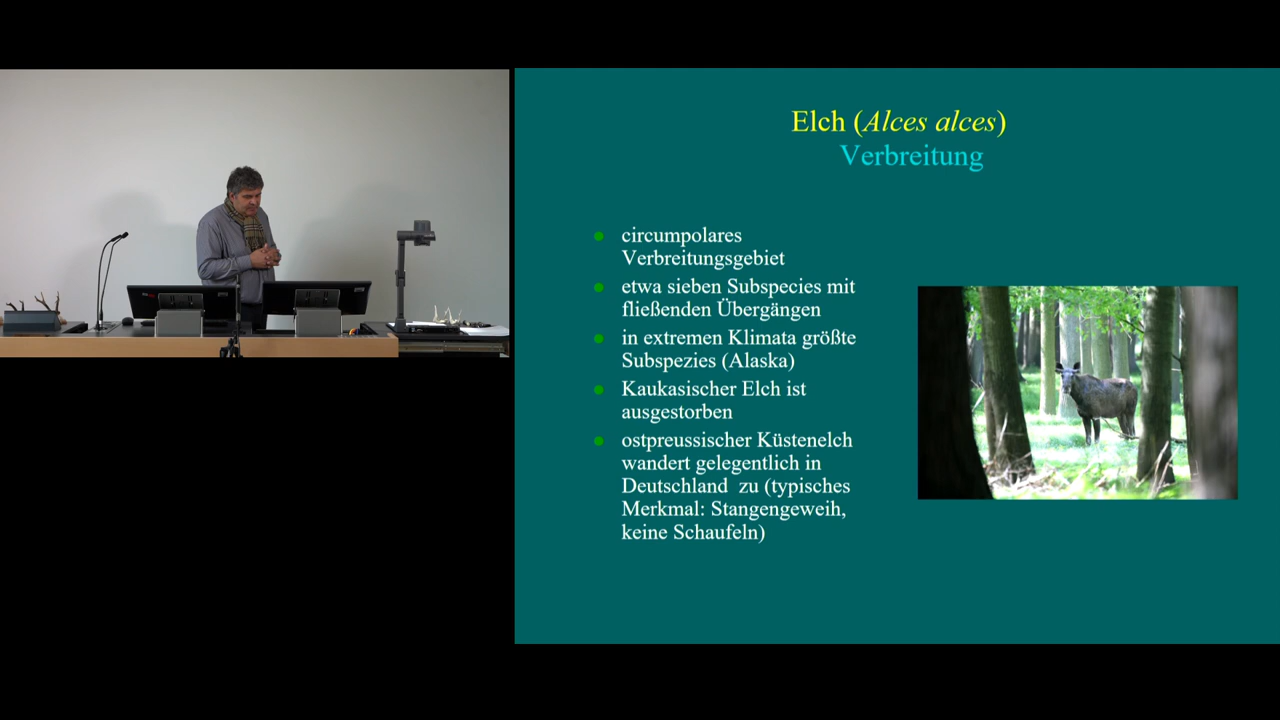 Elch (Alces alces)
Verbreitung
circumpolares
Verbreitungsgebiet
etwa sieben Subspecies mit
fließenden Übergängen
in extremen Klimata größte
Subspezies (Alaska)
Kaukasischer Elch ist
ausgestorben
ostpreussischer Küstenelch
wandert gelegentlich in
Deutschland  zu (typisches
Merkmal: Stangengeweih,
keine Schaufeln)